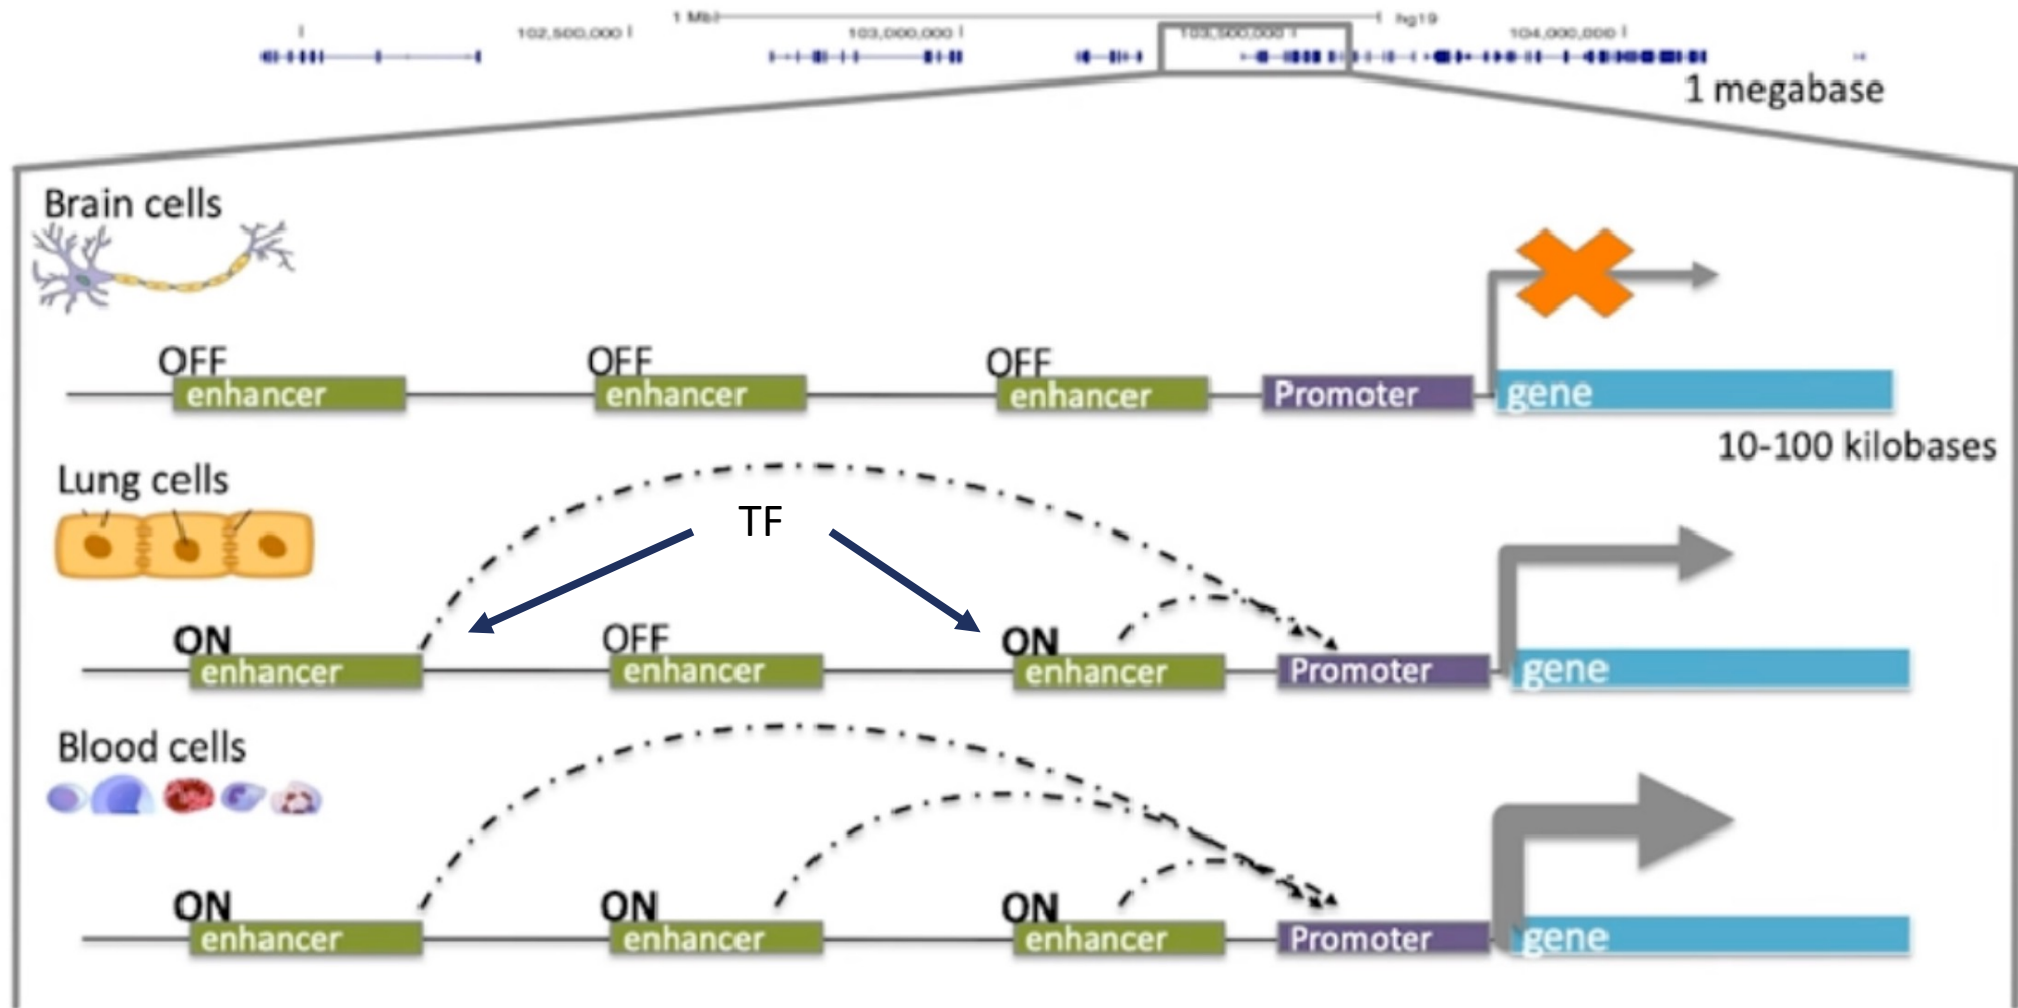 1 Mb hg19
102,500,000 103,000,000 103,500,000 104,000,000
1 megabase
Brain cells
OFF OFF OFF
enhancer enhancer enhancer Promoter gene
10-100 kilobases
Lung cells
TF
ON OFF ON
enhancer enhancer enhancer Promoter gene
Blood cells
ON ON ON
enhancer enhancer enhancer Promoter gene